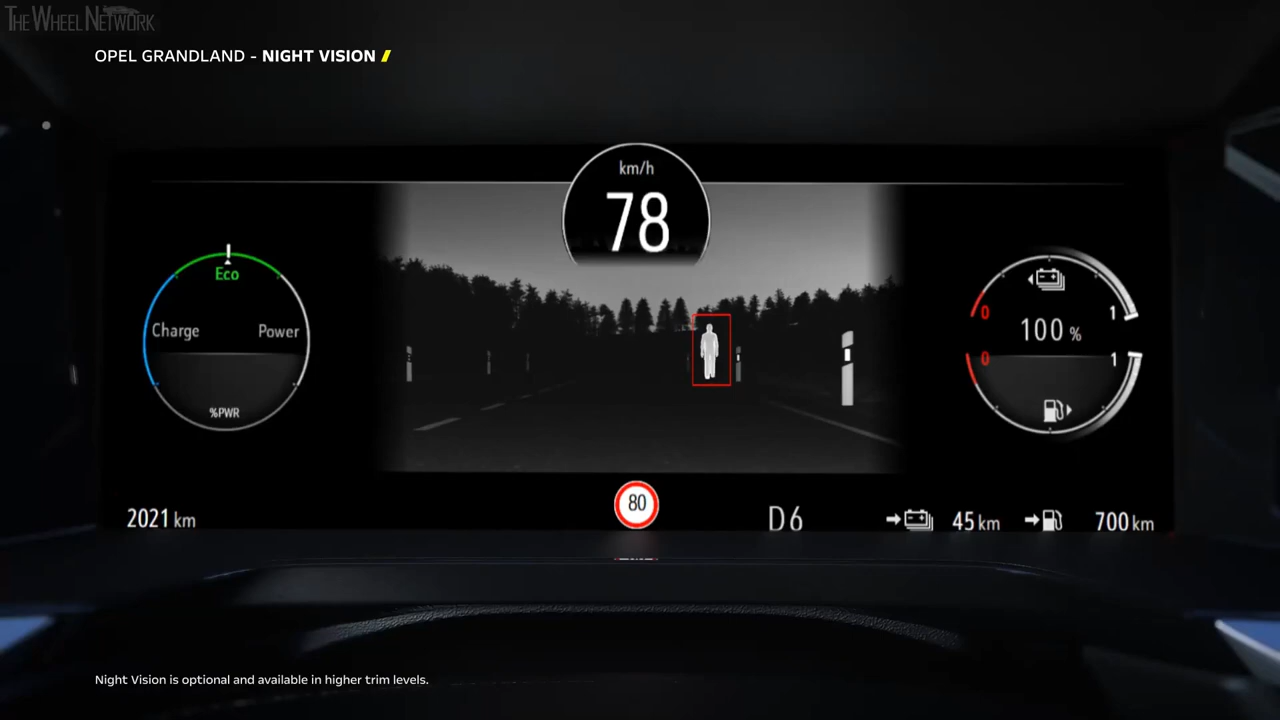 THE WHEEL NETWORK
OPEL GRANDLAND - NIGHT VISION
km/h
78
Eco
Charge Power
%PWR
0 1
100 %
0 1
80
2021 km
D6
45 km
700 km
Night Vision is optional and available in higher trim levels.